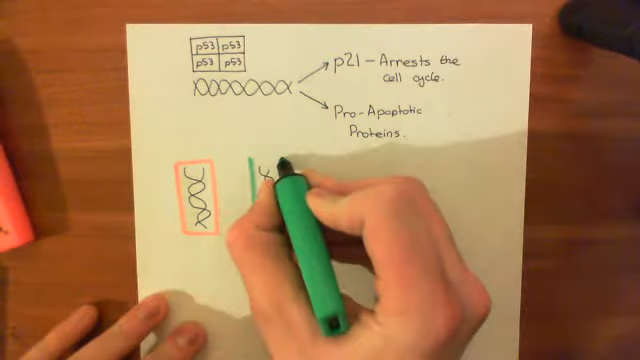 p53 p53
p53 p53
p21 - Arrests the
cell cycle.
Pro-Apoptotic
Proteins.